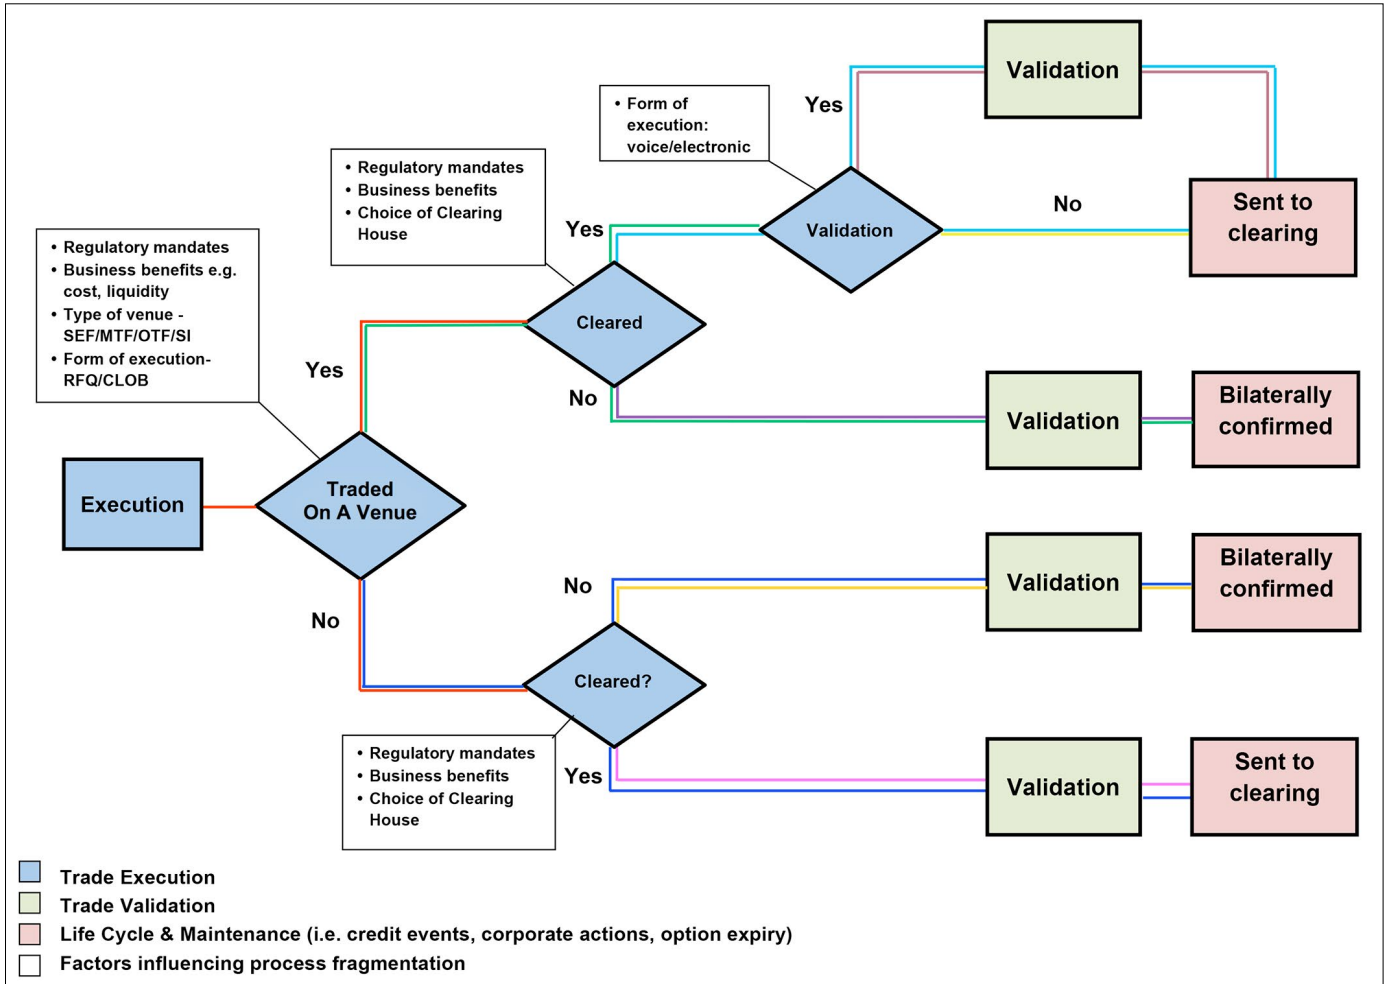 Validation
Yes
• Form of
execution:
voice/electronic
• Regulatory mandates
• Business benefits
• Choice of Clearing
House
Yes
Validation
No
Sent to
clearing
• Regulatory mandates
• Business benefits e.g.
cost, liquidity
• Type of venue -
SEF/MTF/OTF/SI
• Form of execution-
RFQ/CLOB
Cleared
Yes
No
Validation
Bilaterally
confirmed
Execution
Traded
On A Venue
No
No
Validation
Bilaterally
confirmed
Cleared?
• Regulatory mandates
• Business benefits
• Choice of Clearing
House
Yes
Validation
Sent to
clearing
Trade Execution
Trade Validation
Life Cycle & Maintenance (i.e. credit events, corporate actions, option expiry)
Factors influencing process fragmentation